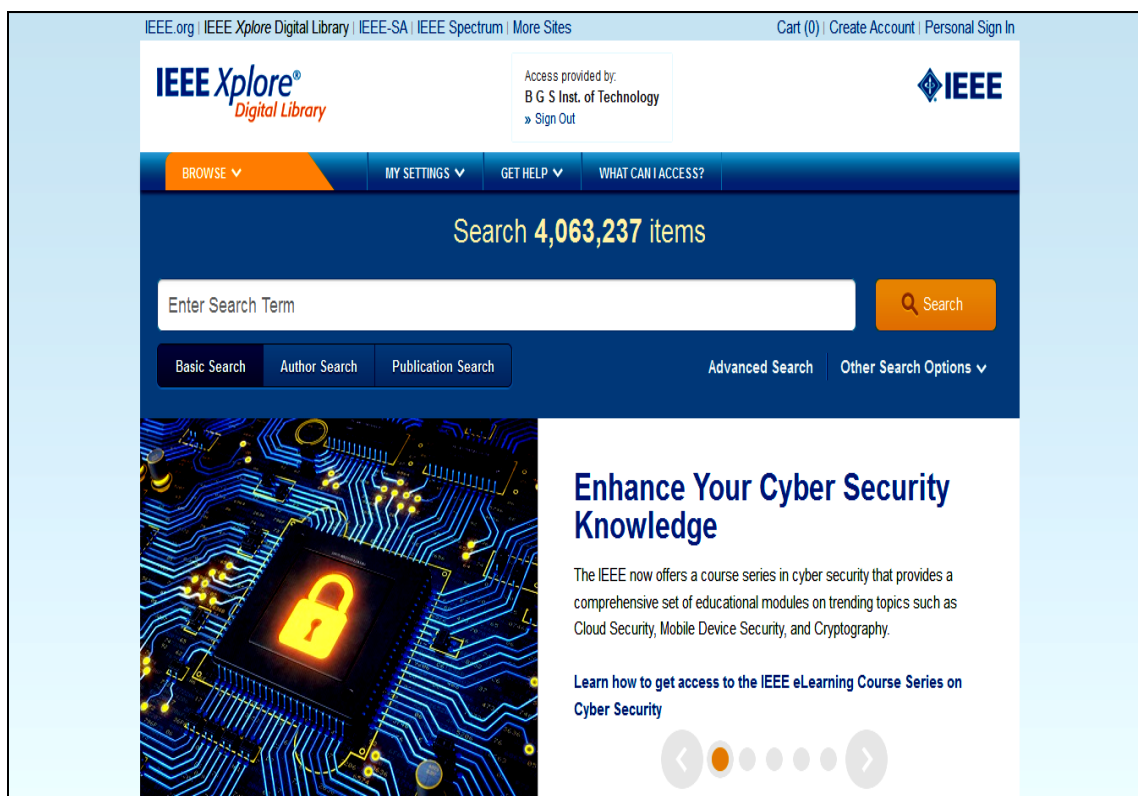 IEEE.org | IEEE Xplore Digital Library | IEEE-SA | IEEE Spectrum | More Sites
Cart (0) | Create Account | Personal Sign In
IEEE Xplore®
Digital Library
Access provided by:
B G S Inst. of Technology
» Sign Out
IEEE
BROWSE
MY SETTINGS
GET HELP
WHAT CAN I ACCESS?
Search 4,063,237 items
Enter Search Term
Search
Basic Search
Author Search
Publication Search
Advanced Search
Other Search Options
Enhance Your Cyber Security
Knowledge
The IEEE now offers a course series in cyber security that provides a
comprehensive set of educational modules on trending topics such as
Cloud Security, Mobile Device Security, and Cryptography.
Learn how to get access to the IEEE eLearning Course Series on
Cyber Security